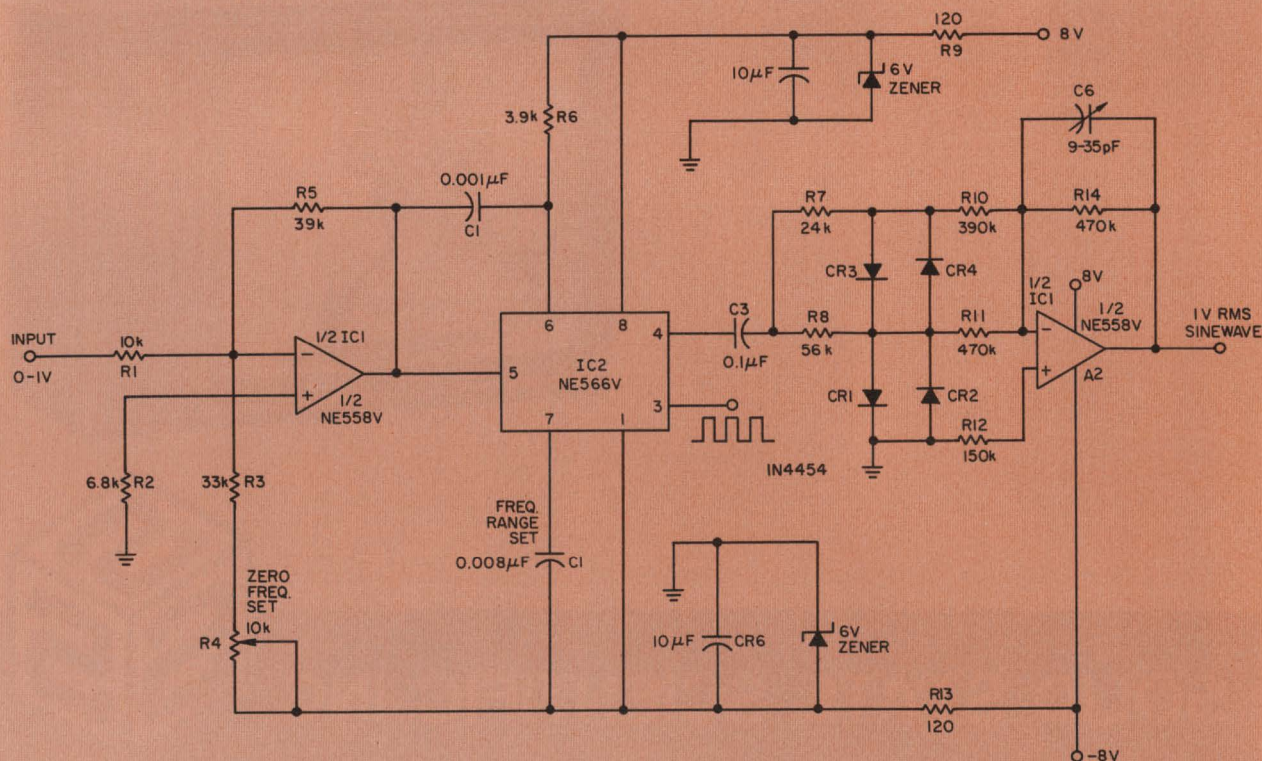 120
R9
8V
10µF
6V
ZENER
3.9k
R6
C6
9-35pF
0.001µF
C1
R5
39k
R7
24k
R10
390k
R14
470k
CR3
CR4
8V
1/2
IC1
1/2
NE558V
INPUT
0-1V
10k
R1
1/2 IC1
−
+
1/2
NE558V
6
8
5
IC2
NE566V
4
7
1
3
C3
0.1µF
R8
56k
R11
470k
−
+
A2
1V RMS
SINEWAVE
CR1
CR2
R12
150k
1N4454
6.8k
R2
33k
R3
FREQ.
RANGE
SET
0.008µF
C1
ZERO
FREQ.
SET
10k
R4
10µF
CR6
6V
ZENER
R13
120
-8V